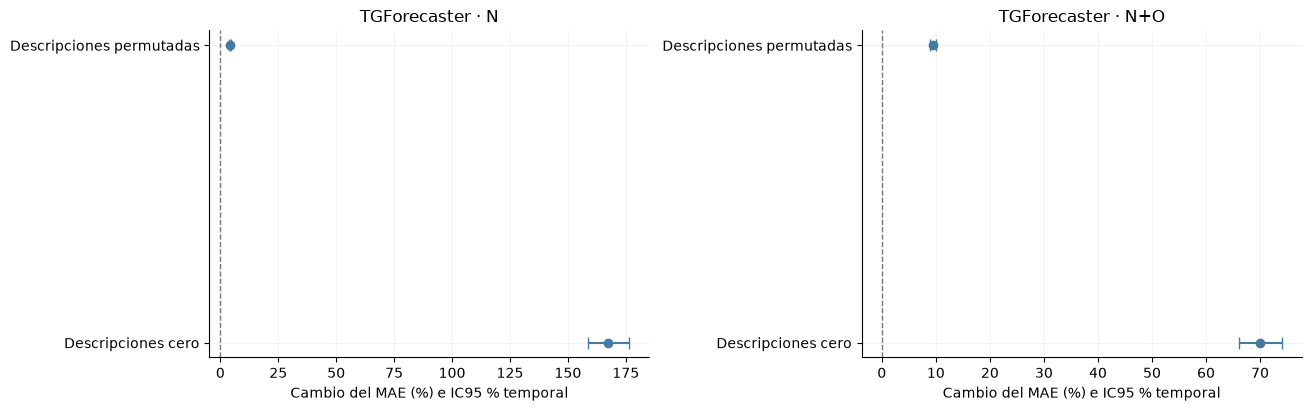 TGForecaster · N
Descripciones permutadas
Descripciones cero
0 25 50 75 100 125 150 175
Cambio del MAE (%) e IC95 % temporal
TGForecaster · N+O
Descripciones permutadas
Descripciones cero
0 10 20 30 40 50 60 70
Cambio del MAE (%) e IC95 % temporal